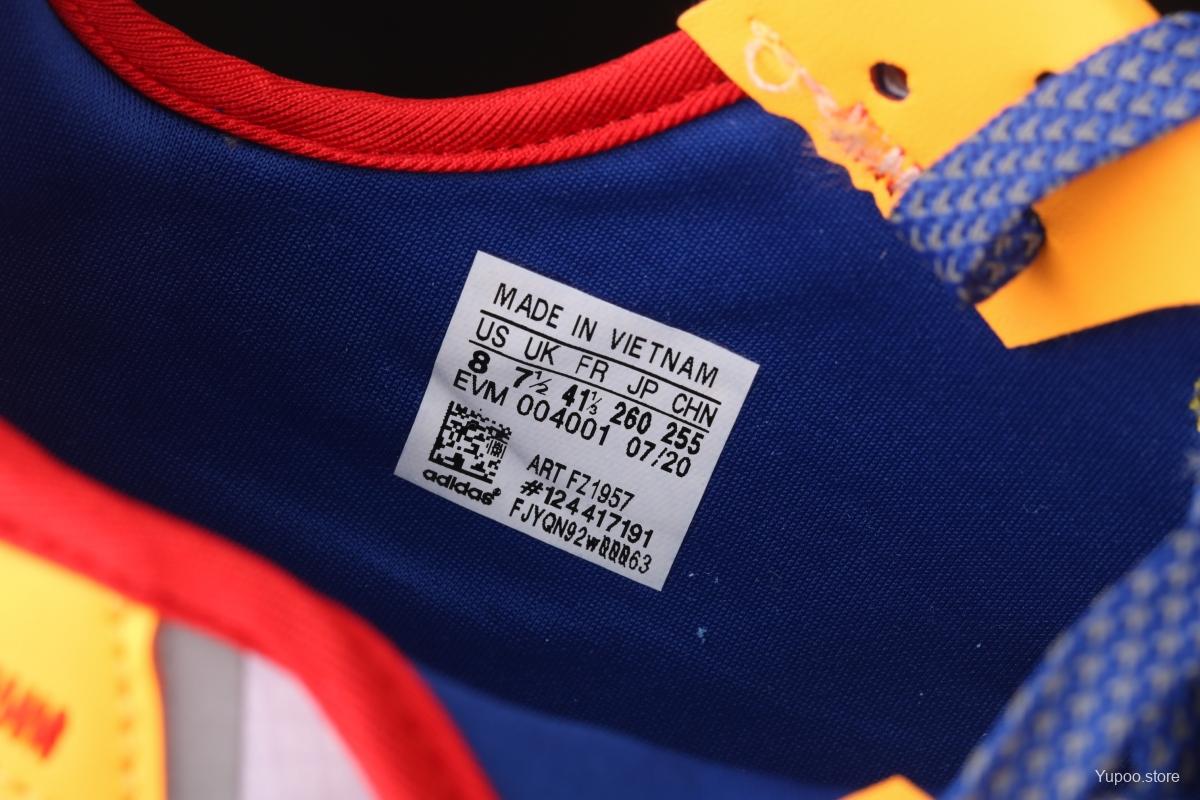 MADE IN VIETNAM
US UK FR JP CHN
8 7½ 41⅓ 260 255
EVM 004001 07/20
ART FZ1957
#124417191
adidas®
Yupoo.store